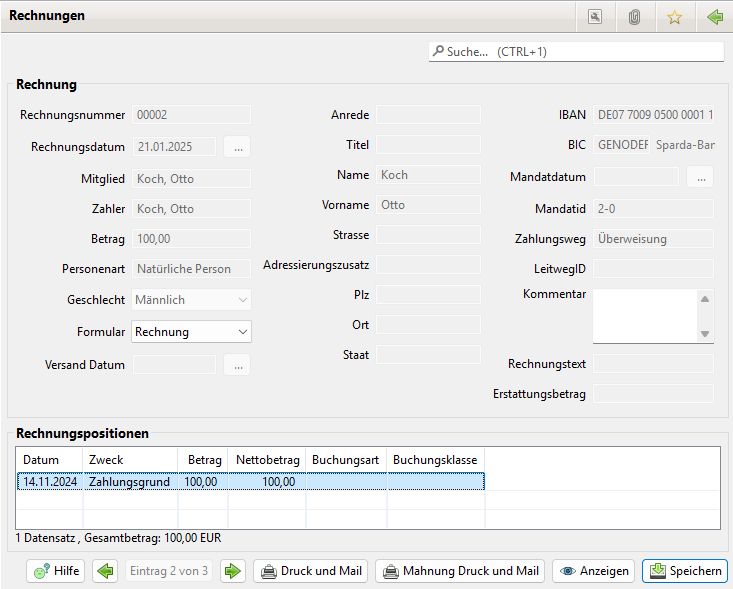 Rechnungen
Suche... (CTRL+1)
Rechnung
Rechnungsnummer 00002
Rechnungsdatum 21.01.2025 ...
Mitglied Koch, Otto
Zahler Koch, Otto
Betrag 100,00
Personenart Natürliche Person
Geschlecht Männlich
Formular Rechnung
Versand Datum ...
Anrede
Titel
Name Koch
Vorname Otto
Strasse
Adressierungszusatz
Plz
Ort
Staat
IBAN DE07 7009 0500 0001 1
BIC GENODEF Sparda-Ban
Mandatdatum ...
Mandatid 2-0
Zahlungsweg Überweisung
LeitwegID
Kommentar
Rechnungstext
Erstattungsbetrag
Rechnungspositionen
Datum Zweck Betrag Nettobetrag Buchungsart Buchungsklasse
14.11.2024 Zahlungsgrund 100,00 100,00
1 Datensatz , Gesamtbetrag: 100,00 EUR
Hilfe Eintrag 2 von 3 Druck und Mail Mahnung Druck und Mail Anzeigen Speichern